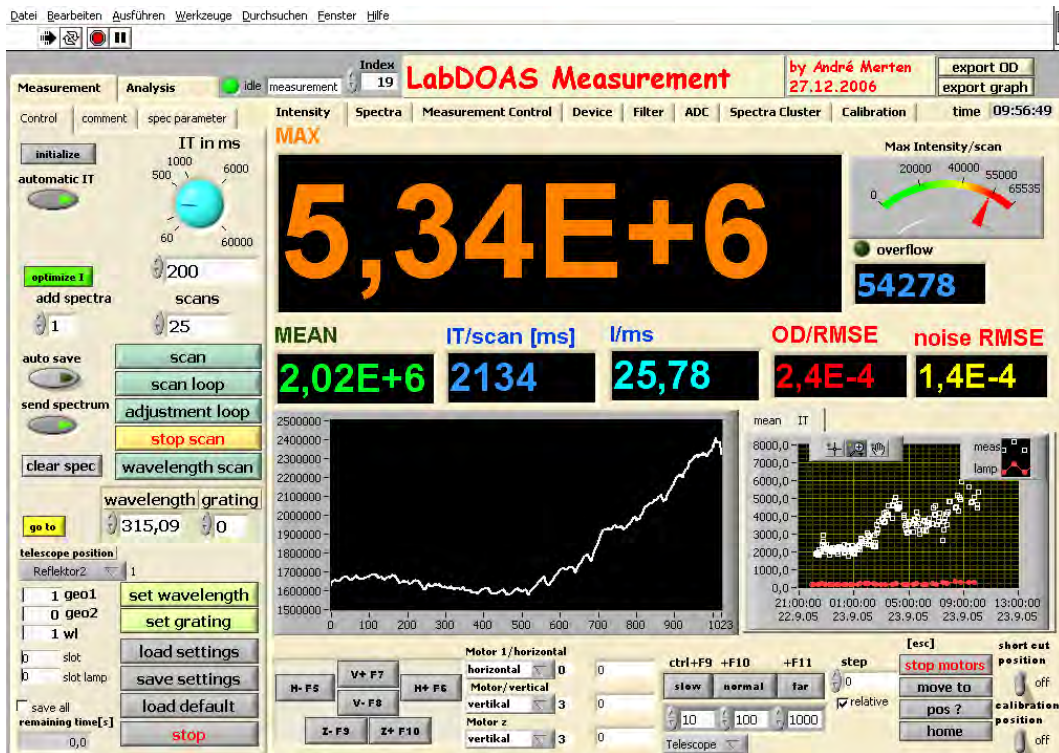 Datei Bearbeiten Ausführen Werkzeuge Durchsuchen Fenster Hilfe
Measurement Analysis idle measurement Index 19 LabDOAS Measurement by André Merten 27.12.2006 export OD export graph
Control comment spec parameter
Intensity Spectra Measurement Control Device Filter ADC Spectra Cluster Calibration time 09:56:49
initialize
automatic IT
IT in ms
500 1000 6000
60 60000
200
optimize I
add spectra scans
1 25
auto save
send spectrum
clear spec
scan
scan loop
adjustment loop
stop scan
wavelength scan
wavelength grating
go to 315,09 0
telescope position
Reflektor2 1
1 geo1
0 geo2
1 wl
0 slot
0 slot lamp
save all
remaining time[s]
0,0
set wavelength
set grating
load settings
save settings
load default
stop
MAX
5,34E+6
Max Intensity/scan
0 20000 40000 55000 65535
overflow
54278
MEAN IT/scan [ms] I/ms OD/RMSE noise RMSE
2,02E+6 2134 25,78 2,4E-4 1,4E-4
2500000
2400000
2300000
2200000
2100000
2000000
1900000
1800000
1700000
1600000
1500000
0 100 200 300 400 500 600 700 800 900 1023
mean IT
meas
lamp
8000,0
7000,0
6000,0
5000,0
4000,0
3000,0
2000,0
1000,0
0,0
21:00:00 01:00:00 05:00:00 09:00:00 13:00:00
22.9.05 23.9.05 23.9.05 23.9.05 23.9.05
H- F5
V+ F7
V- F8
H+ F6
Z- F9 Z+ F10
Motor 1/horizontal
horizontal 0 0
Motor/vertical
vertikal 3 0
Motor z
vertikal 3 0
ctrl+F9 +F10 +F11
slow normal far
10 100 1000
Telescope
step
0
relative
[esc]
stop motors
move to
pos ?
home
short cut
position
off
calibration
position
off